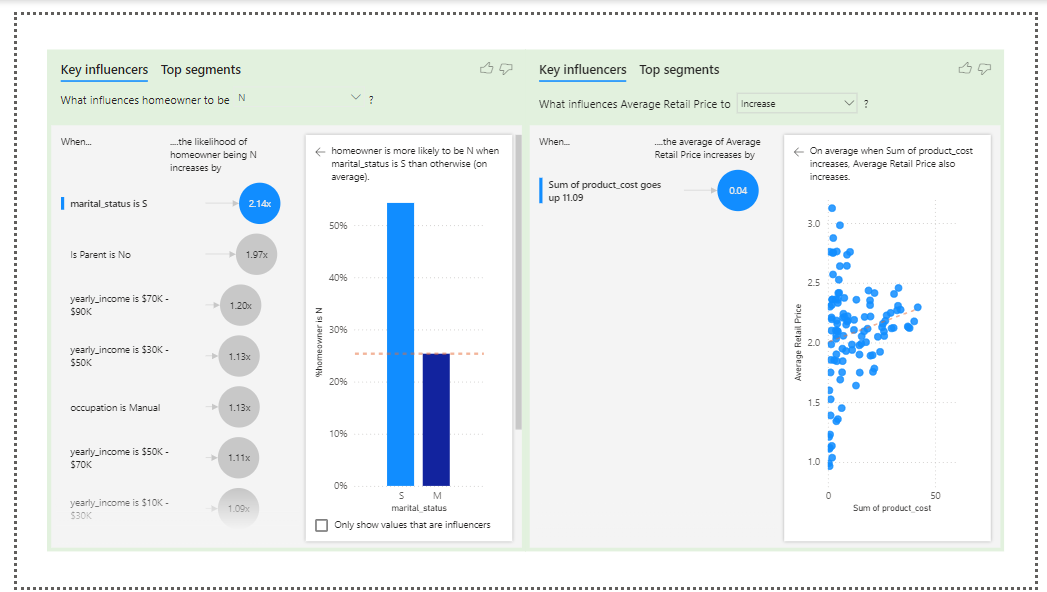 Key influencers Top segments
What influences homeowner to be N ?
When...
....the likelihood of
homeowner being N
increases by
marital_status is S
2.14x
Is Parent is No
1.97x
yearly_income is $70K -
$90K
1.20x
yearly_income is $30K -
$50K
1.13x
occupation is Manual
1.13x
yearly_income is $50K -
$70K
1.11x
yearly_income is $10K -
$30K
1.09x
homeowner is more likely to be N when
marital_status is S than otherwise (on
average).
%homeowner is N
50%
40%
30%
20%
10%
0%
S M
marital_status
Only show values that are influencers
Key influencers Top segments
What influences Average Retail Price to Increase ?
When...
....the average of Average
Retail Price increases by
Sum of product_cost goes
up 11.09
0.04
On average when Sum of product_cost
increases, Average Retail Price also
increases.
Average Retail Price
3.0
2.5
2.0
1.5
1.0
0 50
Sum of product_cost